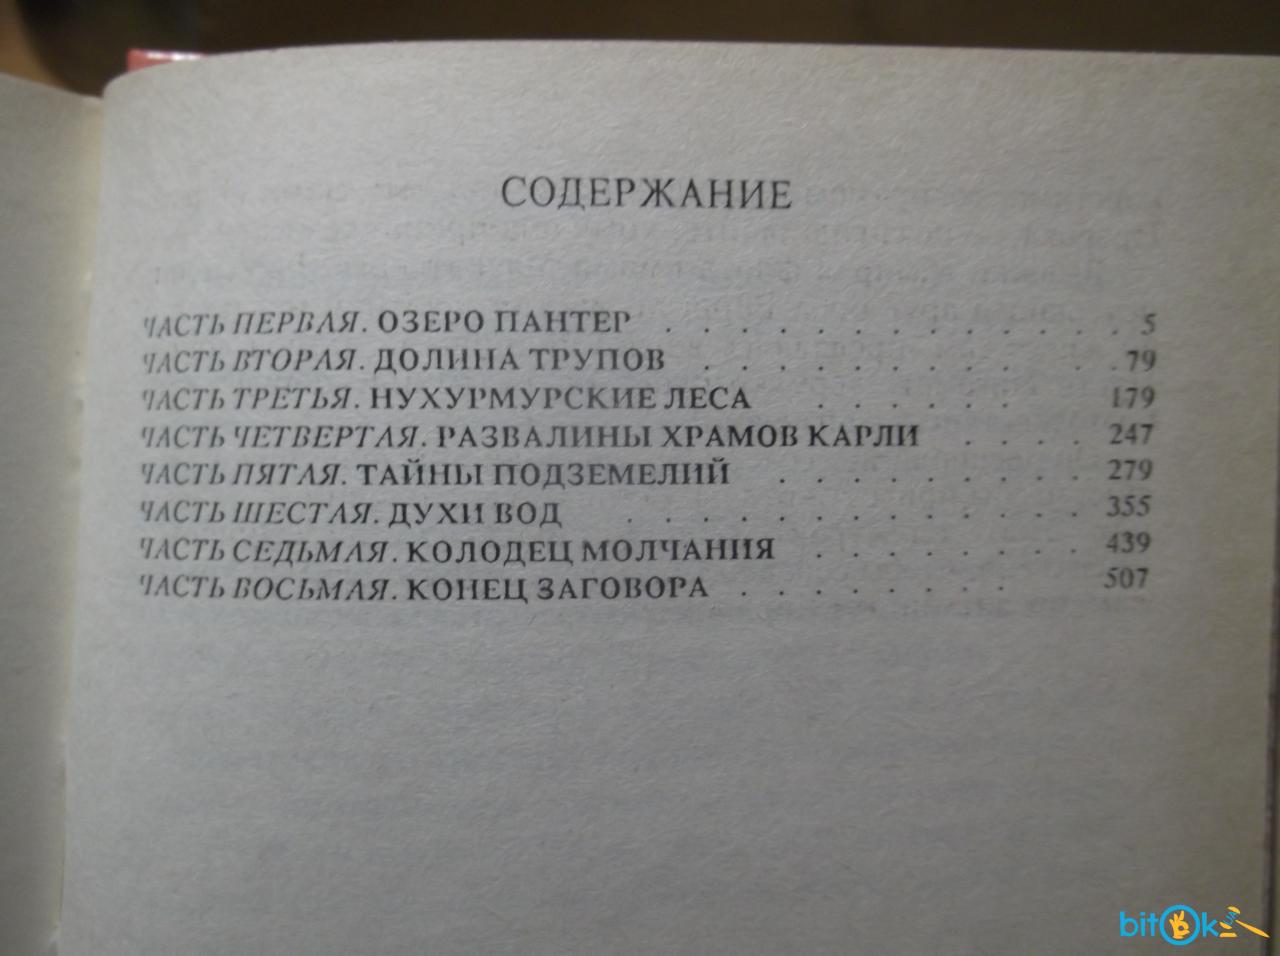 СОДЕРЖАНИЕ
ЧАСТЬ ПЕРВАЯ. ОЗЕРО ПАНТЕР . . . . . . . . . . . . . . 5
ЧАСТЬ ВТОРАЯ. ДОЛИНА ТРУПОВ . . . . . . . . . . . . 79
ЧАСТЬ ТРЕТЬЯ. НУХУРМУРСКИЕ ЛЕСА . . . . . . 179
ЧАСТЬ ЧЕТВЕРТАЯ. РАЗВАЛИНЫ ХРАМОВ КАРЛИ . . . . 247
ЧАСТЬ ПЯТАЯ. ТАЙНЫ ПОДЗЕМЕЛИЙ . . . . . . . . . 279
ЧАСТЬ ШЕСТАЯ. ДУХИ ВОД . . . . . . . . . . . . . 355
ЧАСТЬ СЕДЬМАЯ. КОЛОДЕЦ МОЛЧАНИЯ . . . . . . . . 439
ЧАСТЬ ВОСЬМАЯ. КОНЕЦ ЗАГОВОРА . . . . . . . . 507
bitOk